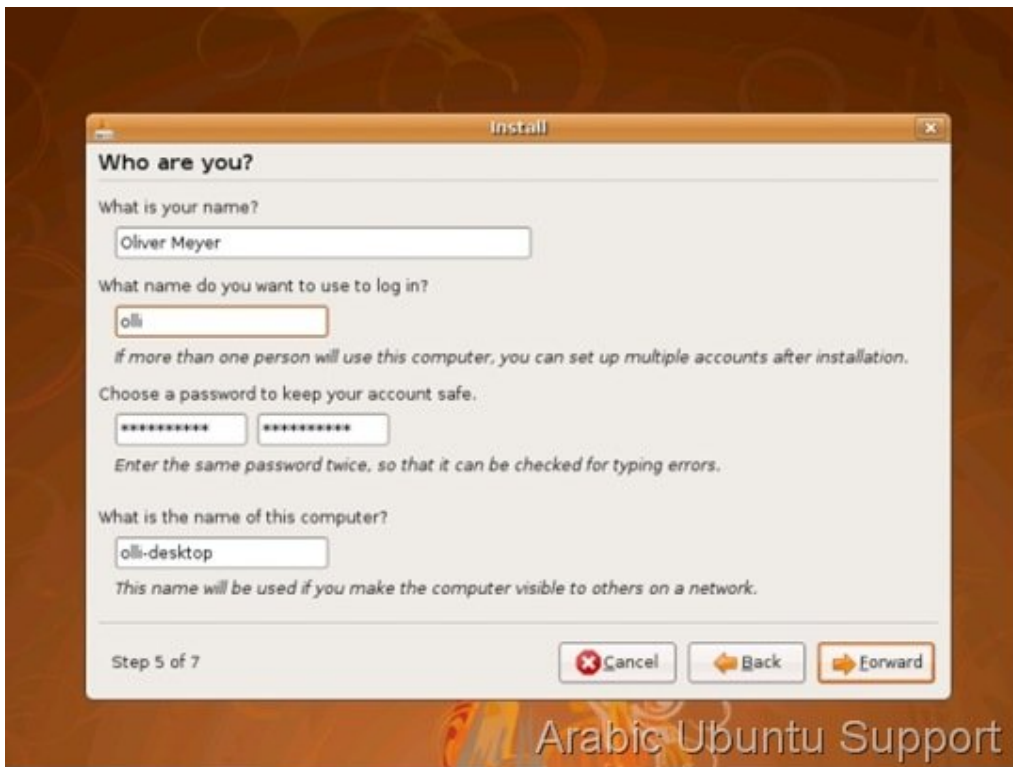 Install
Who are you?
What is your name?
Oliver Meyer
What name do you want to use to log in?
olli
If more than one person will use this computer, you can set up multiple accounts after installation.
Choose a password to keep your account safe.
********** **********
Enter the same password twice, so that it can be checked for typing errors.
What is the name of this computer?
olli-desktop
This name will be used if you make the computer visible to others on a network.
Step 5 of 7 Cancel Back Forward
Arabic Ubuntu Support